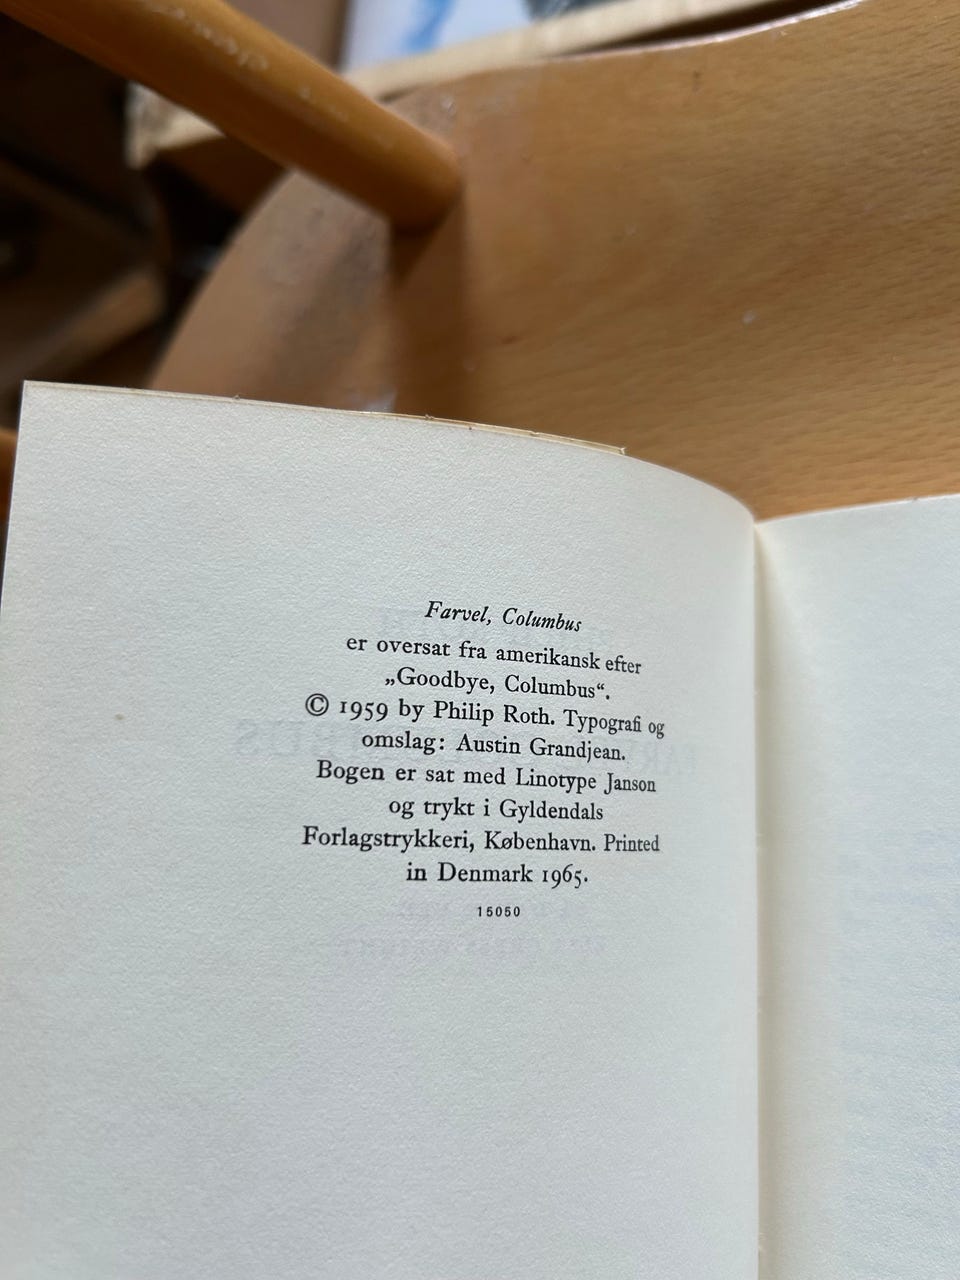 Farvel, Columbus
er oversat fra amerikansk efter
„Goodbye, Columbus“.
© 1959 by Philip Roth. Typografi og
omslag: Austin Grandjean.
Bogen er sat med Linotype Janson
og trykt i Gyldendals
Forlagstrykkeri, København. Printed
in Denmark 1965.
15050